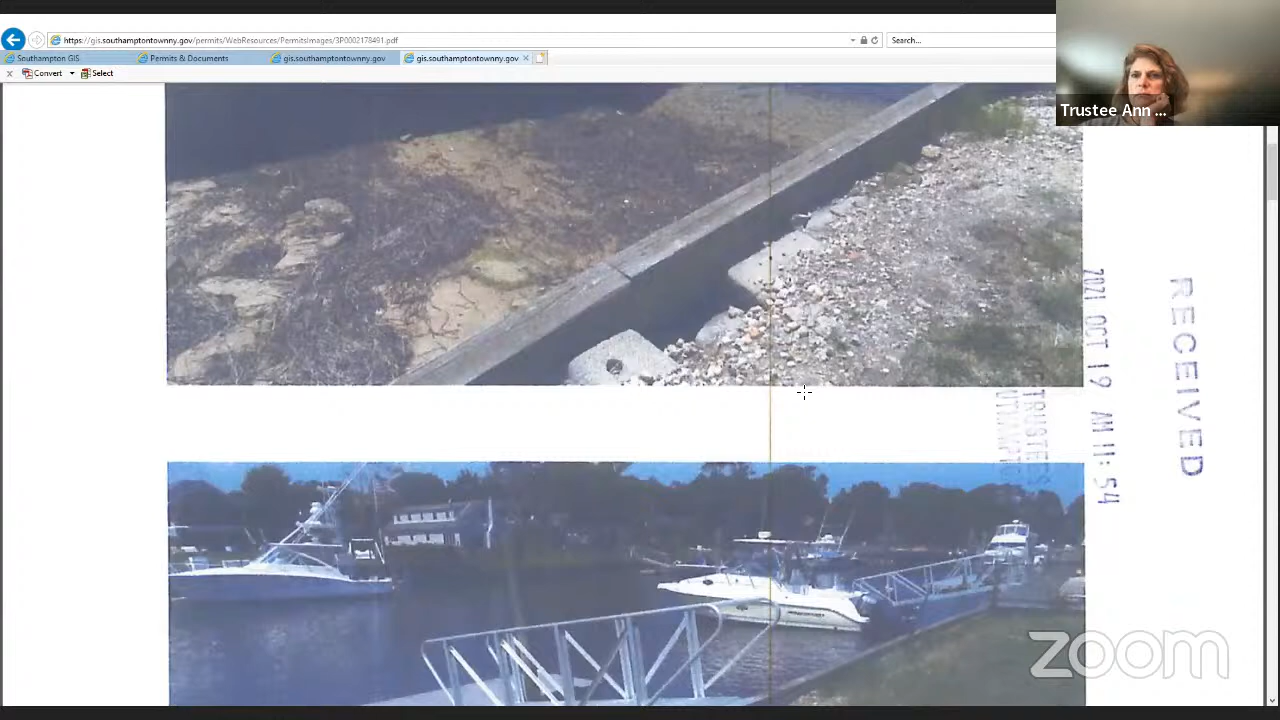 https://gis.southamptontownny.gov/permits/WebResources/PermitsImages/3P0002178491.pdf
Search...
Southampton GIS
Permits & Documents
gis.southamptontownny.gov
gis.southamptontownny.gov
Convert
Select
Trustee Ann ...
RECEIVED
2021 OCT 19 AM 11:54
TRUSTEES
zoom